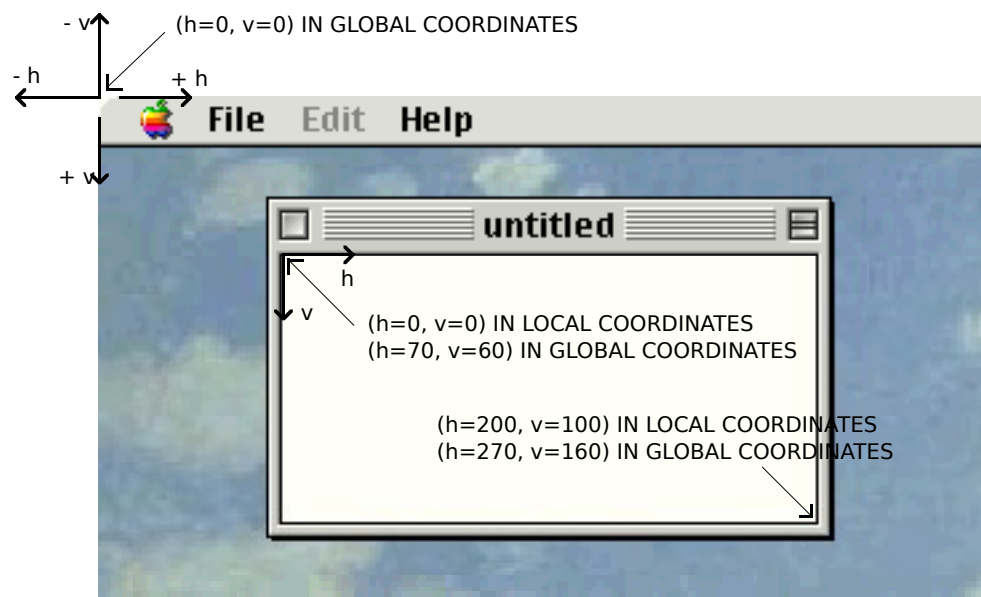 - v
(h=0, v=0) IN GLOBAL COORDINATES
- h
+ h
File Edit Help
+ v
untitled
h
v
(h=0, v=0) IN LOCAL COORDINATES
(h=70, v=60) IN GLOBAL COORDINATES
(h=200, v=100) IN LOCAL COORDINATES
(h=270, v=160) IN GLOBAL COORDINATES